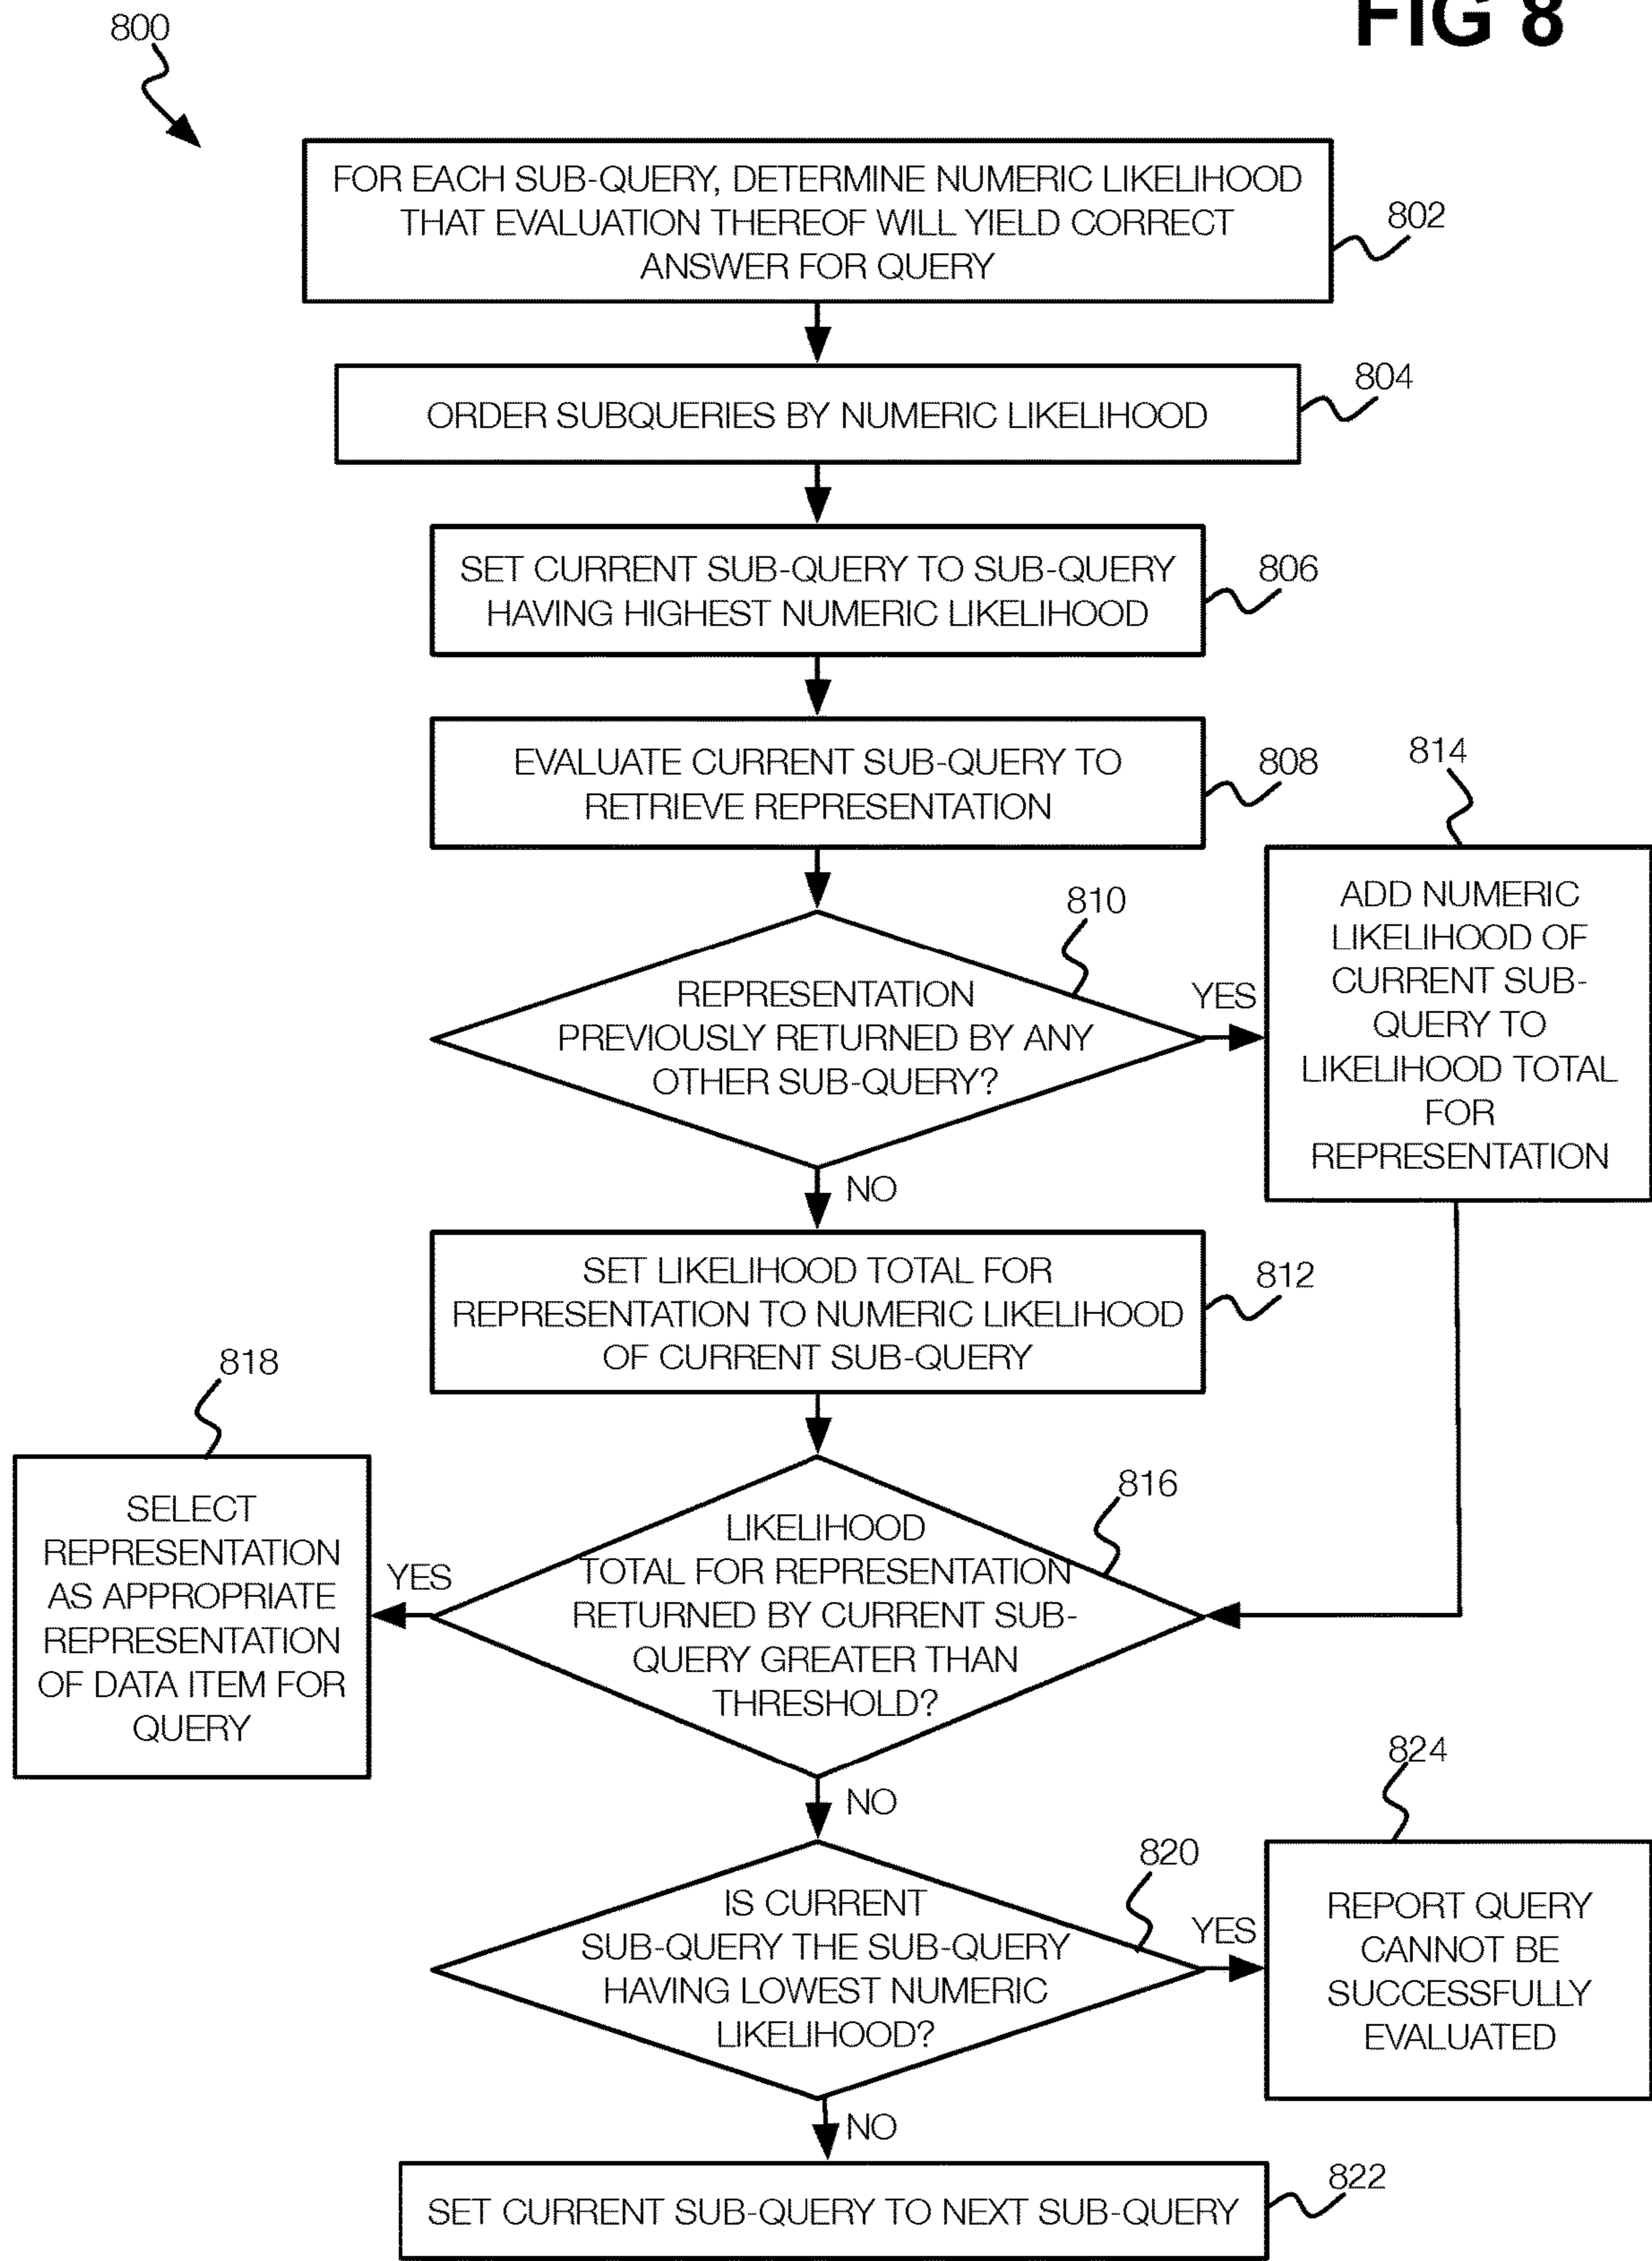 FIG 8
800
FOR EACH SUB-QUERY, DETERMINE NUMERIC LIKELIHOOD
THAT EVALUATION THEREOF WILL YIELD CORRECT
ANSWER FOR QUERY
802
ORDER SUBQUERIES BY NUMERIC LIKELIHOOD
804
SET CURRENT SUB-QUERY TO SUB-QUERY
HAVING HIGHEST NUMERIC LIKELIHOOD
806
EVALUATE CURRENT SUB-QUERY TO
RETRIEVE REPRESENTATION
808
REPRESENTATION
PREVIOUSLY RETURNED BY ANY
OTHER SUB-QUERY?
810
YES
814
ADD NUMERIC
LIKELIHOOD OF
CURRENT SUB-
QUERY TO
LIKELIHOOD TOTAL
FOR
REPRESENTATION
NO
SET LIKELIHOOD TOTAL FOR
REPRESENTATION TO NUMERIC LIKELIHOOD
OF CURRENT SUB-QUERY
812
LIKELIHOOD
TOTAL FOR REPRESENTATION
RETURNED BY CURRENT SUB-
QUERY GREATER THAN
THRESHOLD?
816
YES
818
SELECT
REPRESENTATION
AS APPROPRIATE
REPRESENTATION
OF DATA ITEM FOR
QUERY
NO
IS CURRENT
SUB-QUERY THE SUB-QUERY
HAVING LOWEST NUMERIC
LIKELIHOOD?
820
YES
824
REPORT QUERY
CANNOT BE
SUCCESSFULLY
EVALUATED
NO
SET CURRENT SUB-QUERY TO NEXT SUB-QUERY
822